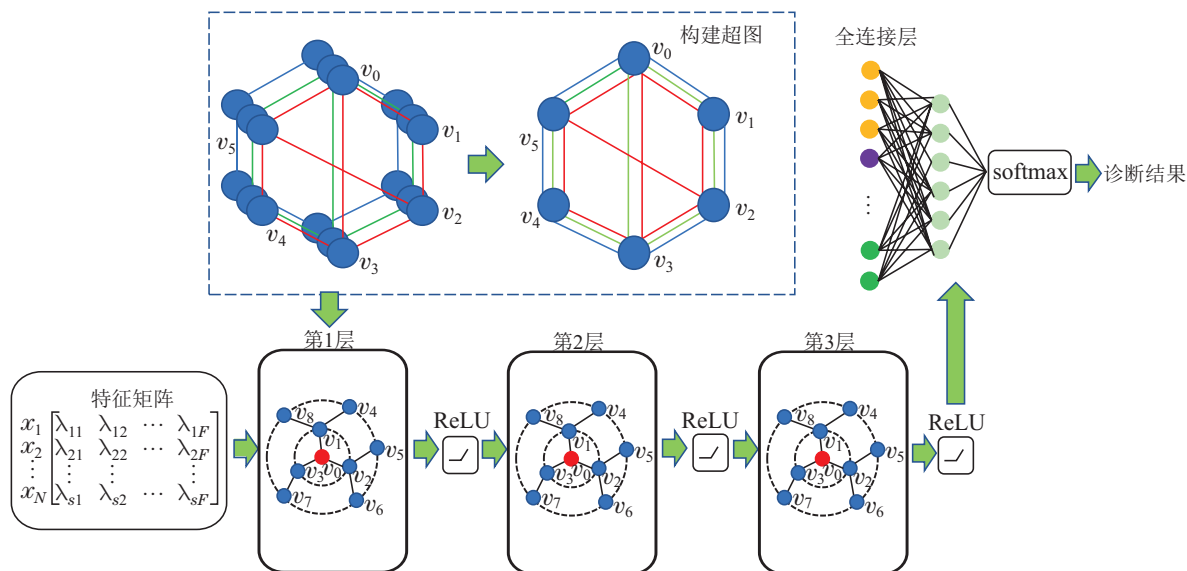 构建超图
v0
v1
v2
v3
v4
v5
v0
v1
v2
v3
v4
v5
全连接层
⋮
softmax
诊断结果
特征矩阵
x1 λ11 λ12 ⋯ λ1F
x2 λ21 λ22 ⋯ λ2F
⋮ ⋮ ⋮ ⋮
xN λs1 λs2 ⋯ λsF
第1层
v8 v4
v1
v5
v3 v0 v2
v7 v6
ReLU
第2层
v8 v4
v1
v5
v3 v0 v2
v7 v6
ReLU
第3层
v8 v4
v1
v5
v3 v0 v2
v7 v6
ReLU